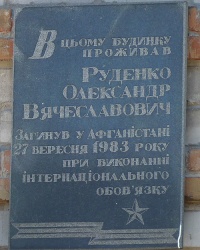 В цьому будинку
проживав
Руденко
Олександр
Вячеславович
Загинув у Афганістані
27 вересня 1983 року
при виконанні
інтернаціонального
обов'язку